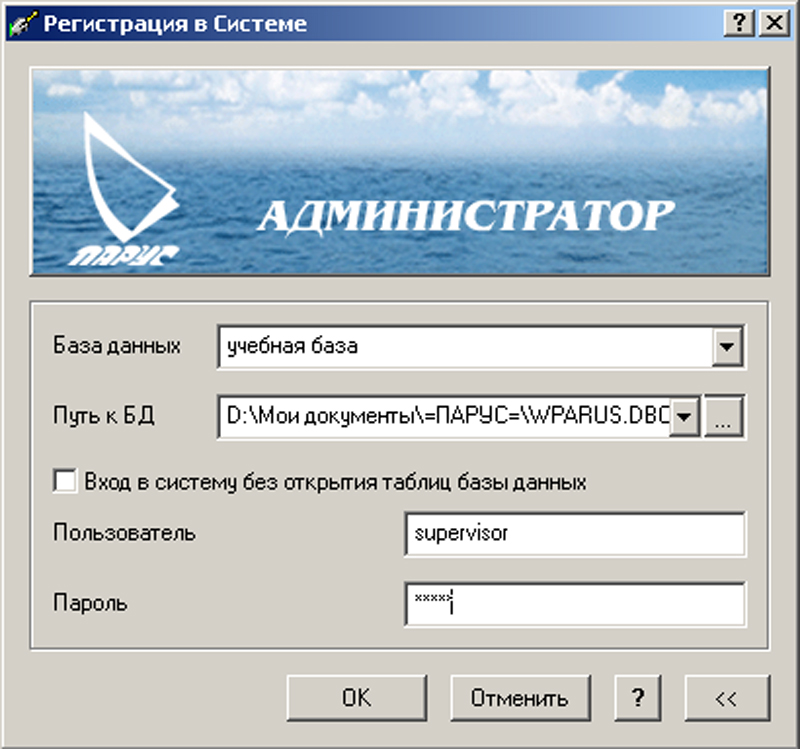 Регистрация в Системе
ПАРУС
АДМИНИСТРАТОР
База данных
учебная база
Путь к БД
D:\Мои документы\=ПАРУС=\WPARUS.DBC
...
Вход в систему без открытия таблиц базы данных
Пользователь
supervisor
Пароль
*****
OK
Отменить
?
<<